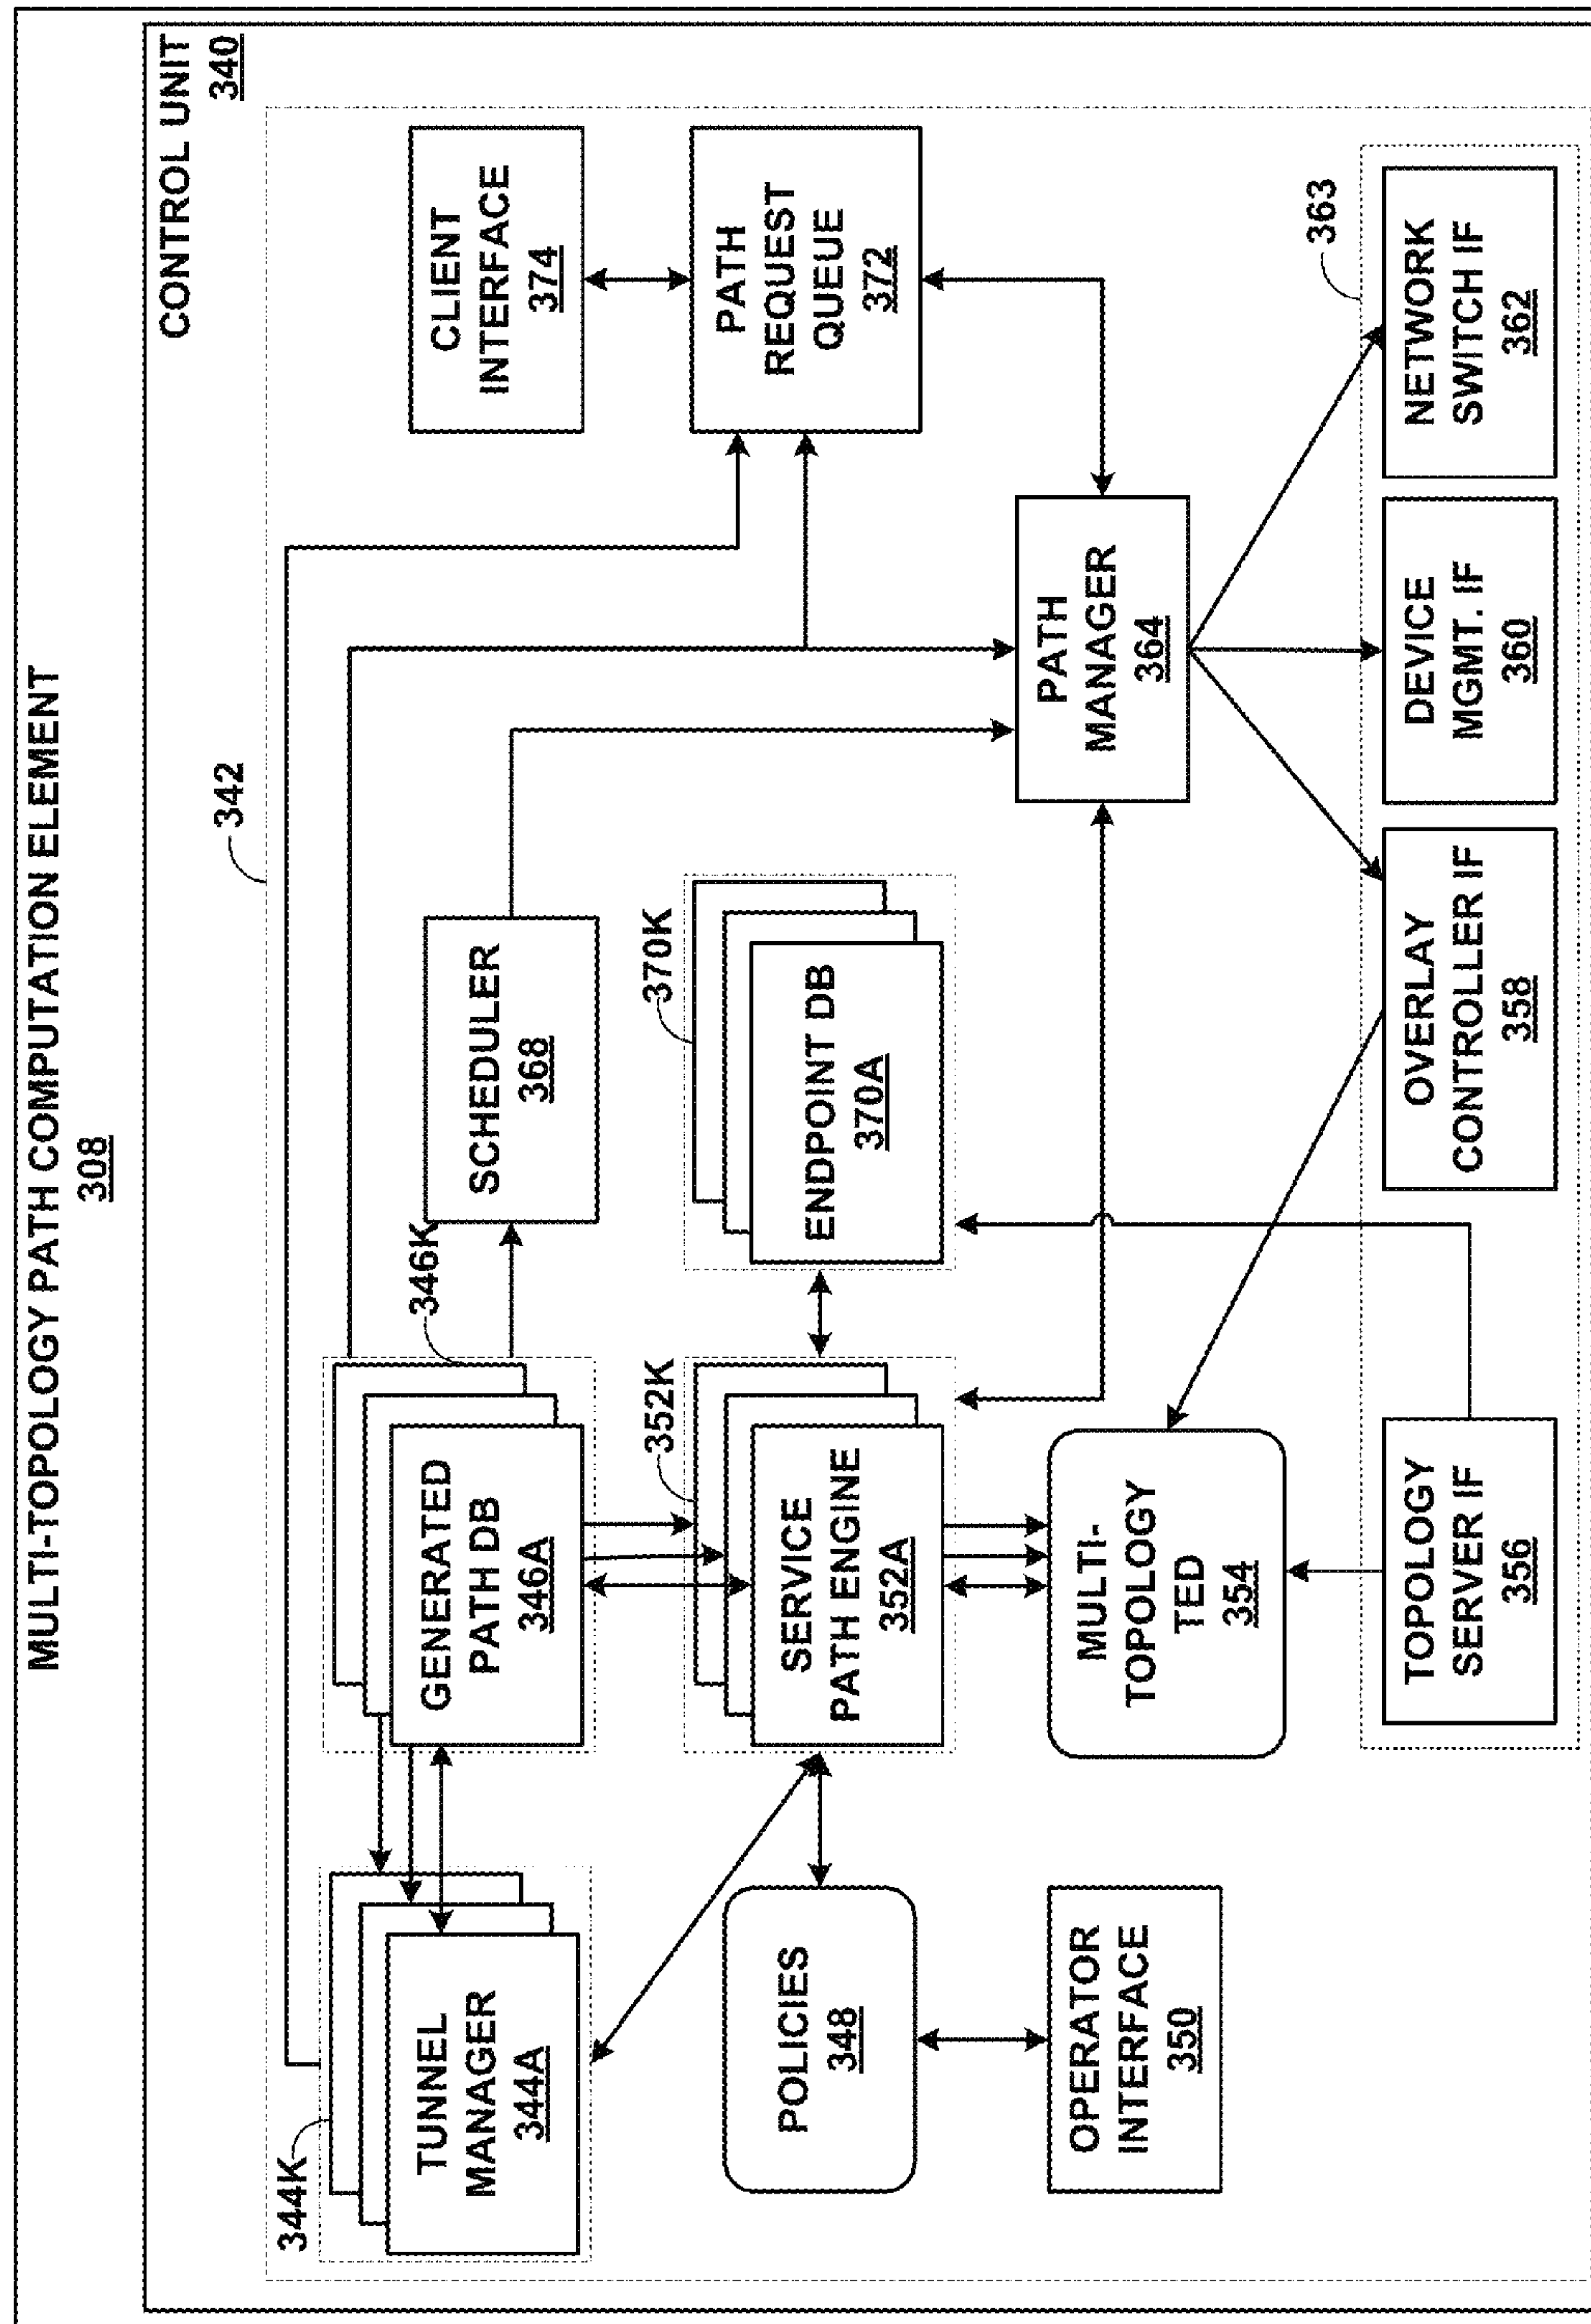 MULTI-TOPOLOGY PATH COMPUTATION ELEMENT
308
CONTROL UNIT
340
342
344K
TUNNEL
MANAGER
344A
346K
GENERATED
PATH DB
346A
SCHEDULER
368
CLIENT
INTERFACE
374
POLICIES
348
352K
SERVICE
PATH ENGINE
352A
370K
ENDPOINT DB
370A
PATH
REQUEST
QUEUE
372
OPERATOR
INTERFACE
350
MULTI-
TOPOLOGY
TED
354
PATH
MANAGER
364
363
TOPOLOGY
SERVER IF
356
OVERLAY
CONTROLLER IF
358
DEVICE
MGMT. IF
360
NETWORK
SWITCH IF
362